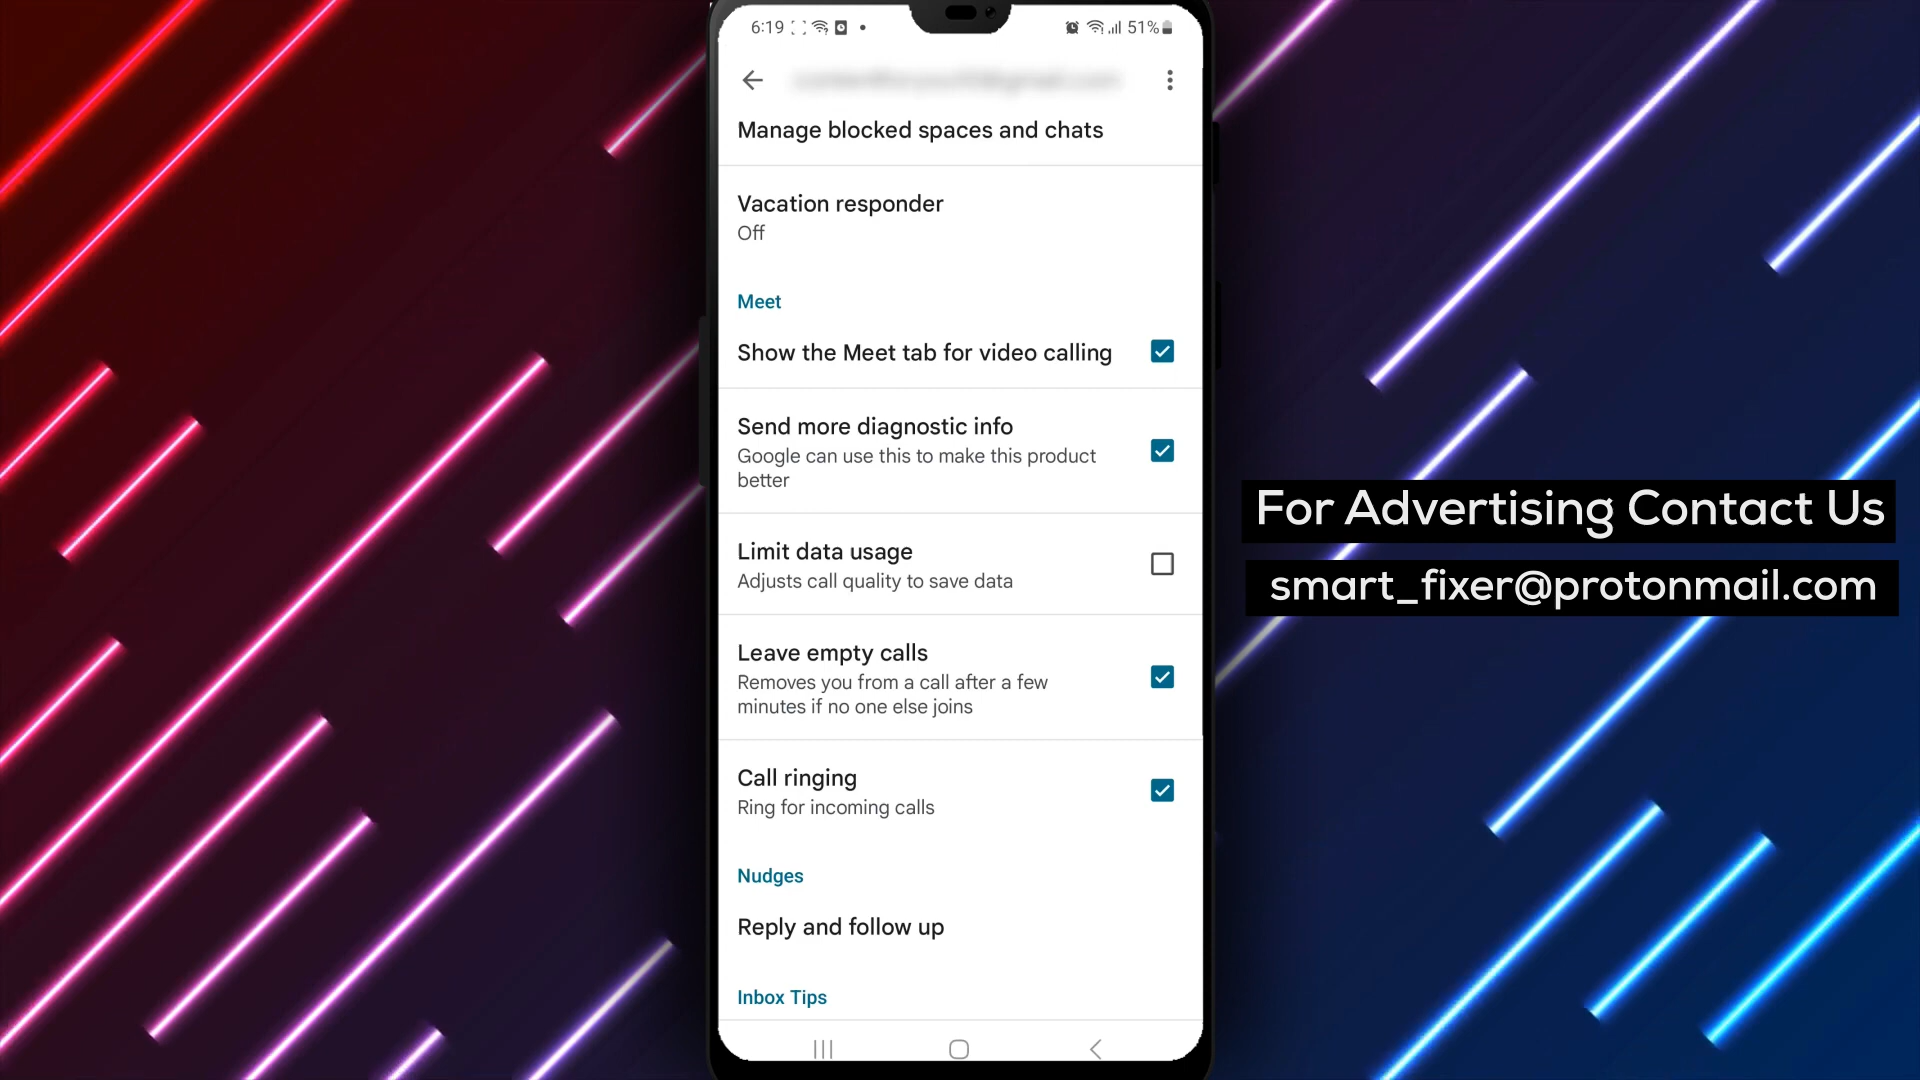 6:19
51%
Manage blocked spaces and chats
Vacation responder
Off
Meet
Show the Meet tab for video calling
Send more diagnostic info
Google can use this to make this product
better
Limit data usage
Adjusts call quality to save data
Leave empty calls
Removes you from a call after a few
minutes if no one else joins
Call ringing
Ring for incoming calls
Nudges
Reply and follow up
Inbox Tips
For Advertising Contact Us
smart_fixer@protonmail.com